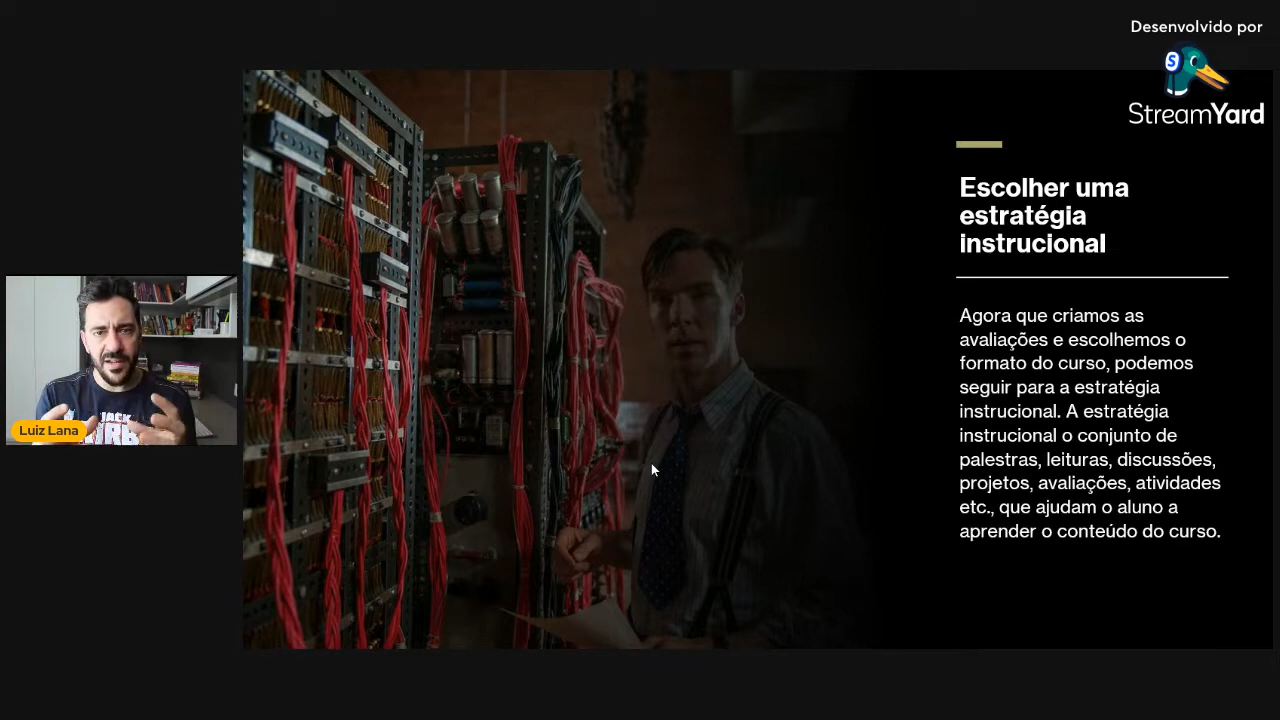 Desenvolvido por
StreamYard
Escolher uma
estratégia
instrucional
Agora que criamos as
avaliações e escolhemos o
formato do curso, podemos
seguir para a estratégia
instrucional. A estratégia
instrucional o conjunto de
palestras, leituras, discussões,
projetos, avaliações, atividades
etc., que ajudam o aluno a
aprender o conteúdo do curso.
JACK
Luiz Lana